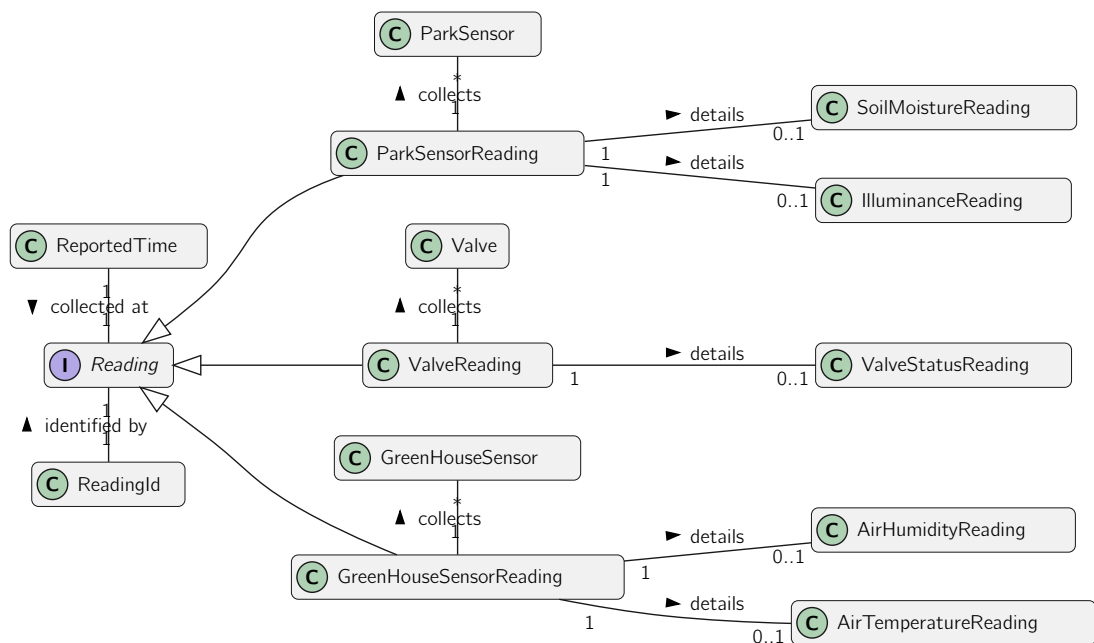 C ParkSensor
*
▲ collects
1
C ParkSensorReading
► details
0..1
1
C SoilMoistureReading
► details
1
0..1
C IlluminanceReading
C ReportedTime
1
▼ collected at
1
I Reading
1
▲ identified by
1
C ReadingId
C Valve
*
▲ collects
1
C ValveReading
► details
1
0..1
C ValveStatusReading
C GreenHouseSensor
*
▲ collects
1
C GreenHouseSensorReading
► details
1
0..1
C AirHumidityReading
► details
1
0..1
C AirTemperatureReading